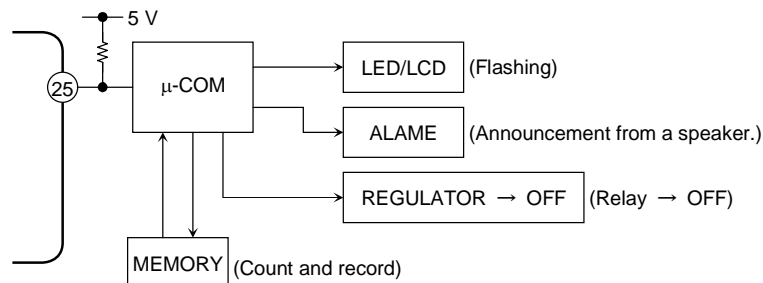 5 V
25
μ-COM
LED/LCD (Flashing)
ALAME (Announcement from a speaker.)
REGULATOR → OFF (Relay → OFF)
MEMORY (Count and record)